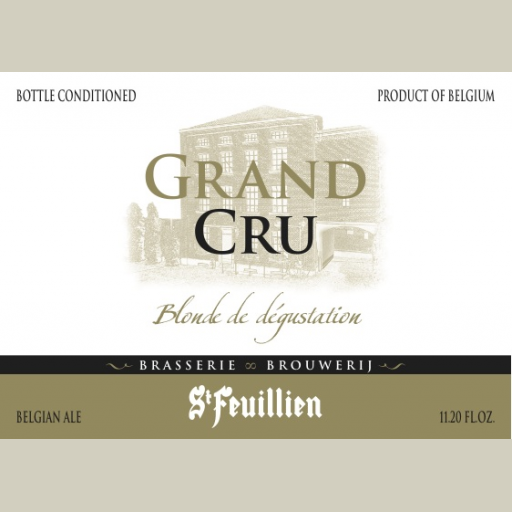 BOTTLE CONDITIONED
PRODUCT OF BELGIUM
GRAND
CRU
Blonde de dégustation
BRASSERIE ∞ BROUWERIJ
St Feuillien
BELGIAN ALE
11.20 FL.OZ.